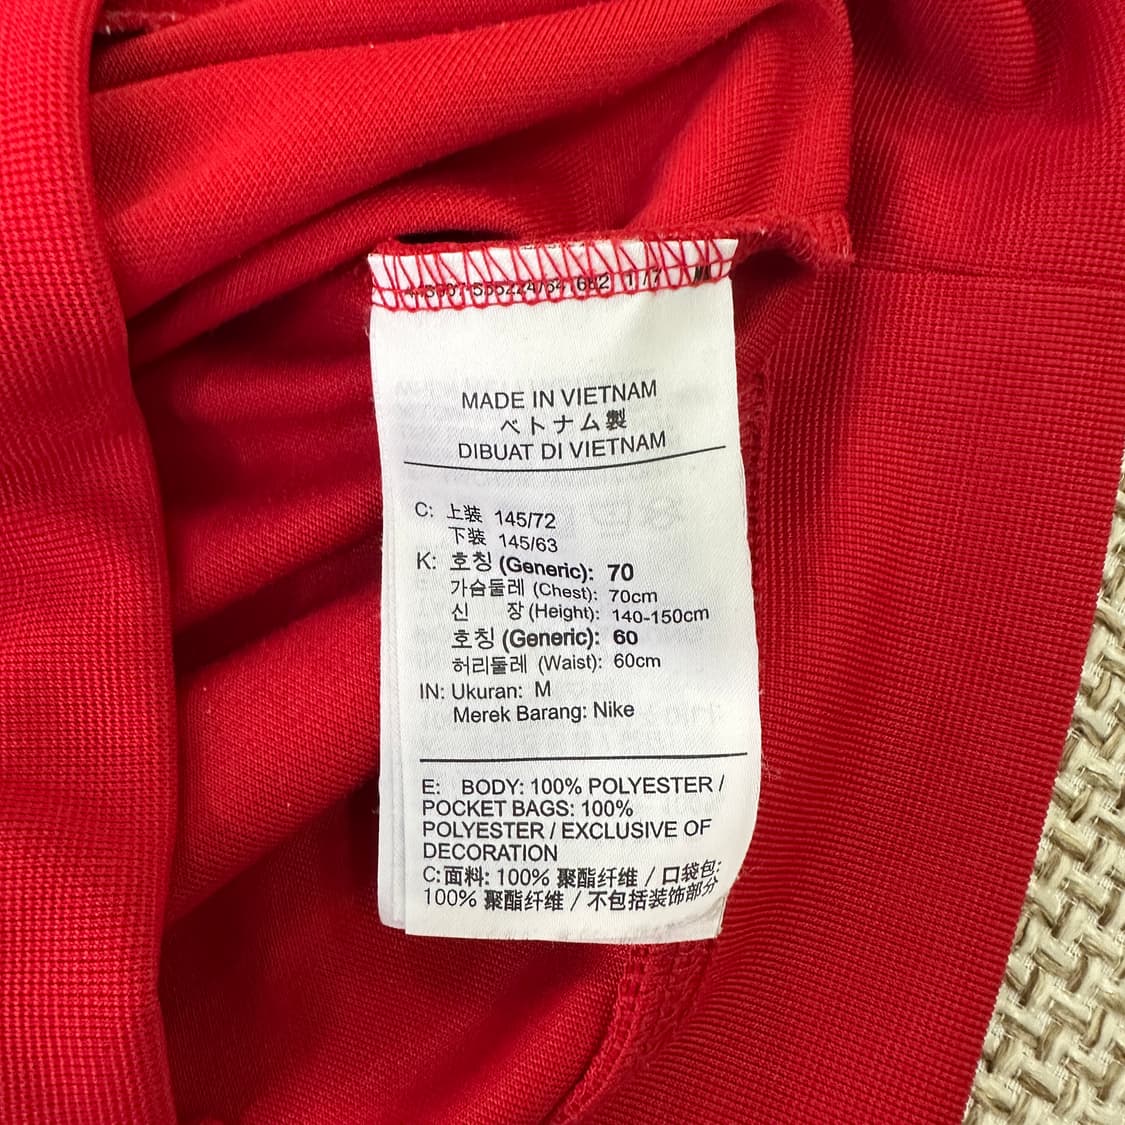 MADE IN VIETNAM
ベトナム製
DIBUAT DI VIETNAM
C: 上装 145/72
下装 145/63
K: 호칭 (Generic): 70
가슴둘레 (Chest): 70cm
신 장 (Height): 140-150cm
호칭 (Generic): 60
허리둘레 (Waist): 60cm
IN: Ukuran: M
Merek Barang: Nike
E: BODY: 100% POLYESTER /
POCKET BAGS: 100%
POLYESTER / EXCLUSIVE OF
DECORATION
C:面料: 100% 聚酯纤维 / 口袋包:
100% 聚酯纤维 / 不包括装饰部分